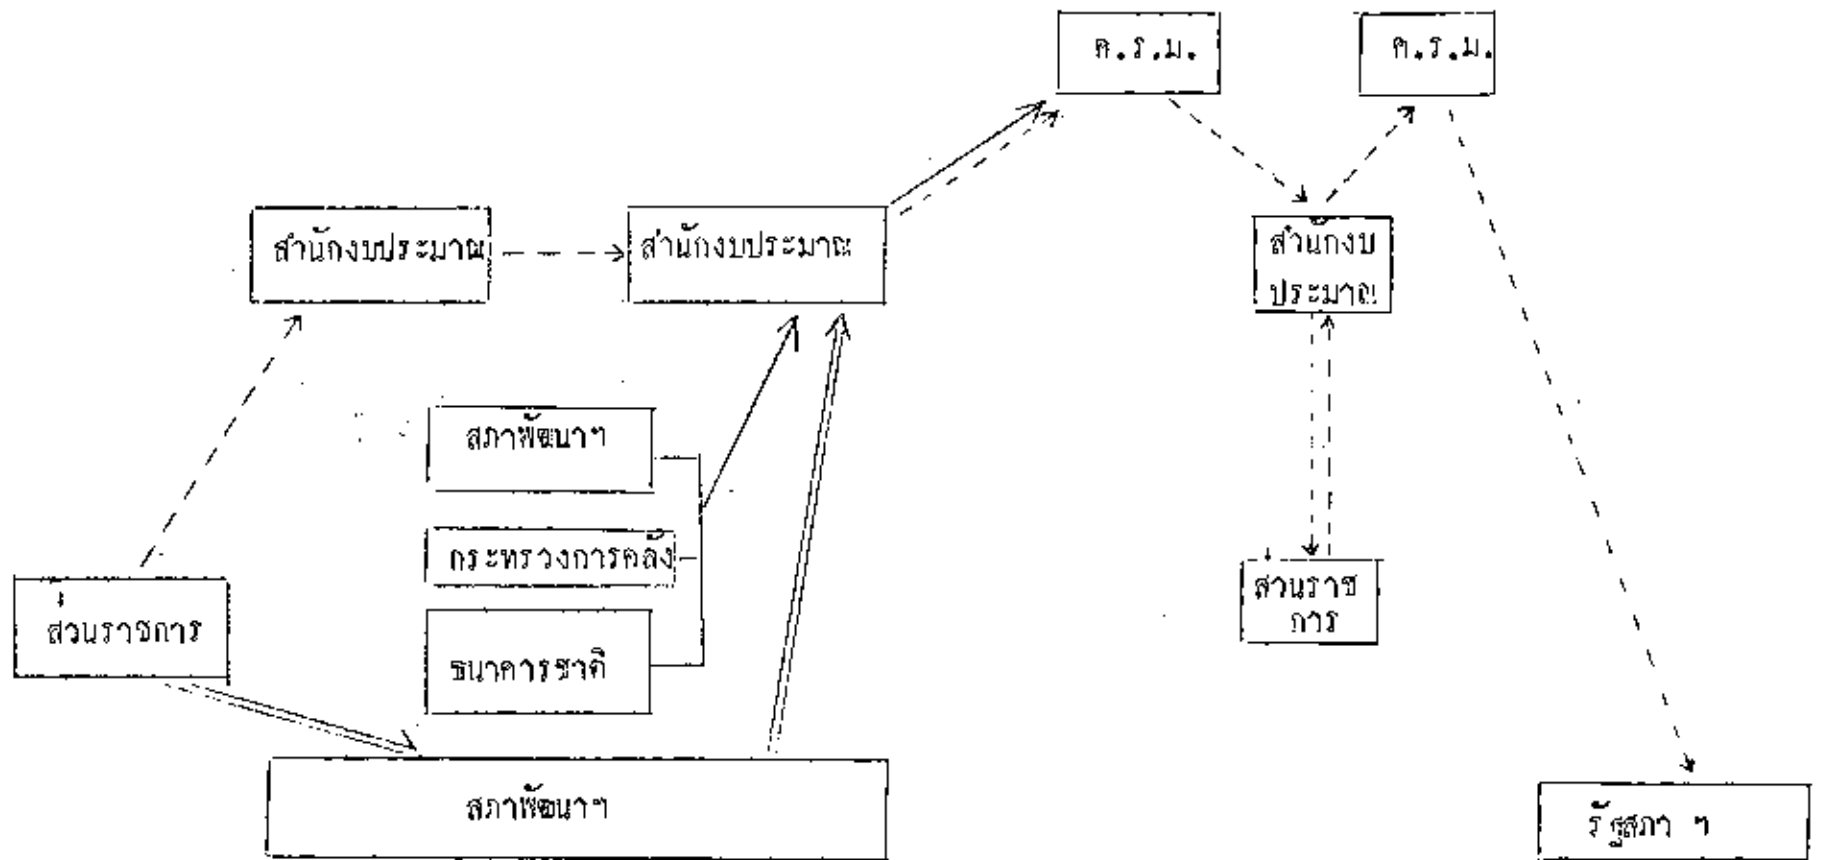 ค.ร.ม.
ค.ร.ม.
สำนักงบประมาณ
สำนักงบประมาณ
สำนักงบ
ประมาณ
สภาพัฒนาฯ
กระทรวงการคลัง
ส่วนราชการ
ธนาคารชาติ
ส่วนราช
การ
สภาพัฒนาฯ
รัฐสภา ฯ